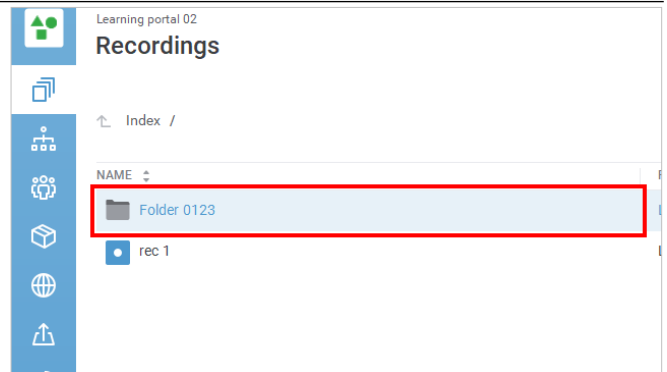 Learning portal 02
Recordings
Index /
NAME
Folder 0123
rec 1